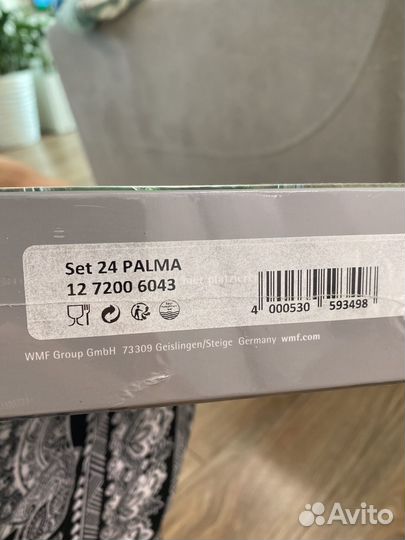 Set 24 PALMA
12 7200 6043
4 000530 593498
WMF Group GmbH 73309 Geislingen/Steige Germany wmf.com
Avito